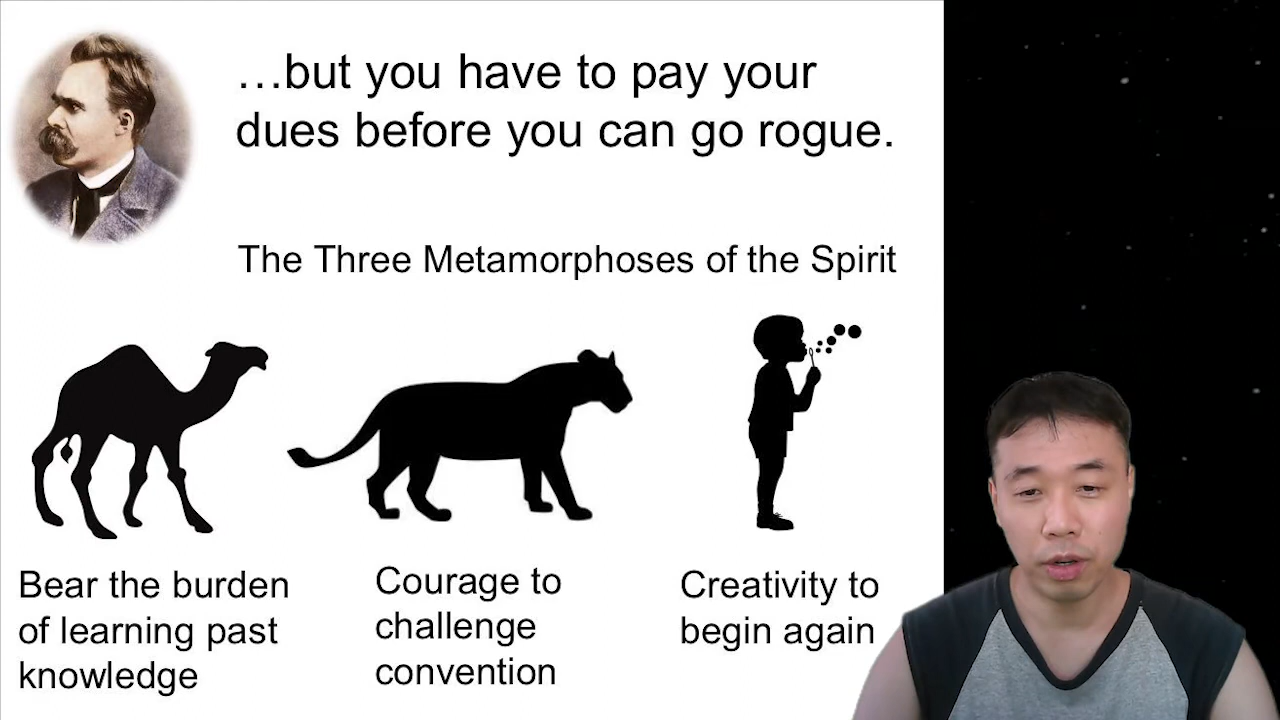 …but you have to pay your
dues before you can go rogue.
The Three Metamorphoses of the Spirit
Bear the burden
of learning past
knowledge
Courage to
challenge
convention
Creativity to
begin again